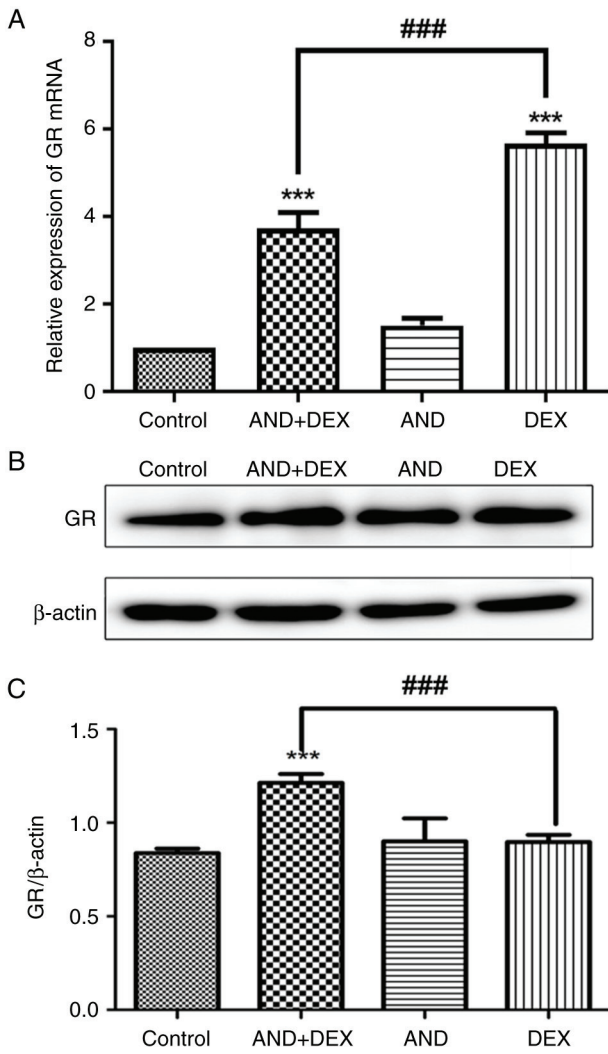 A
###
Relative expression of GR mRNA
8
6
4
2
0
***
***
Control AND+DEX AND DEX
B
Control AND+DEX AND DEX
GR
β-actin
C
###
GR/β-actin
1.5
1.0
0.5
0.0
***
Control AND+DEX AND DEX